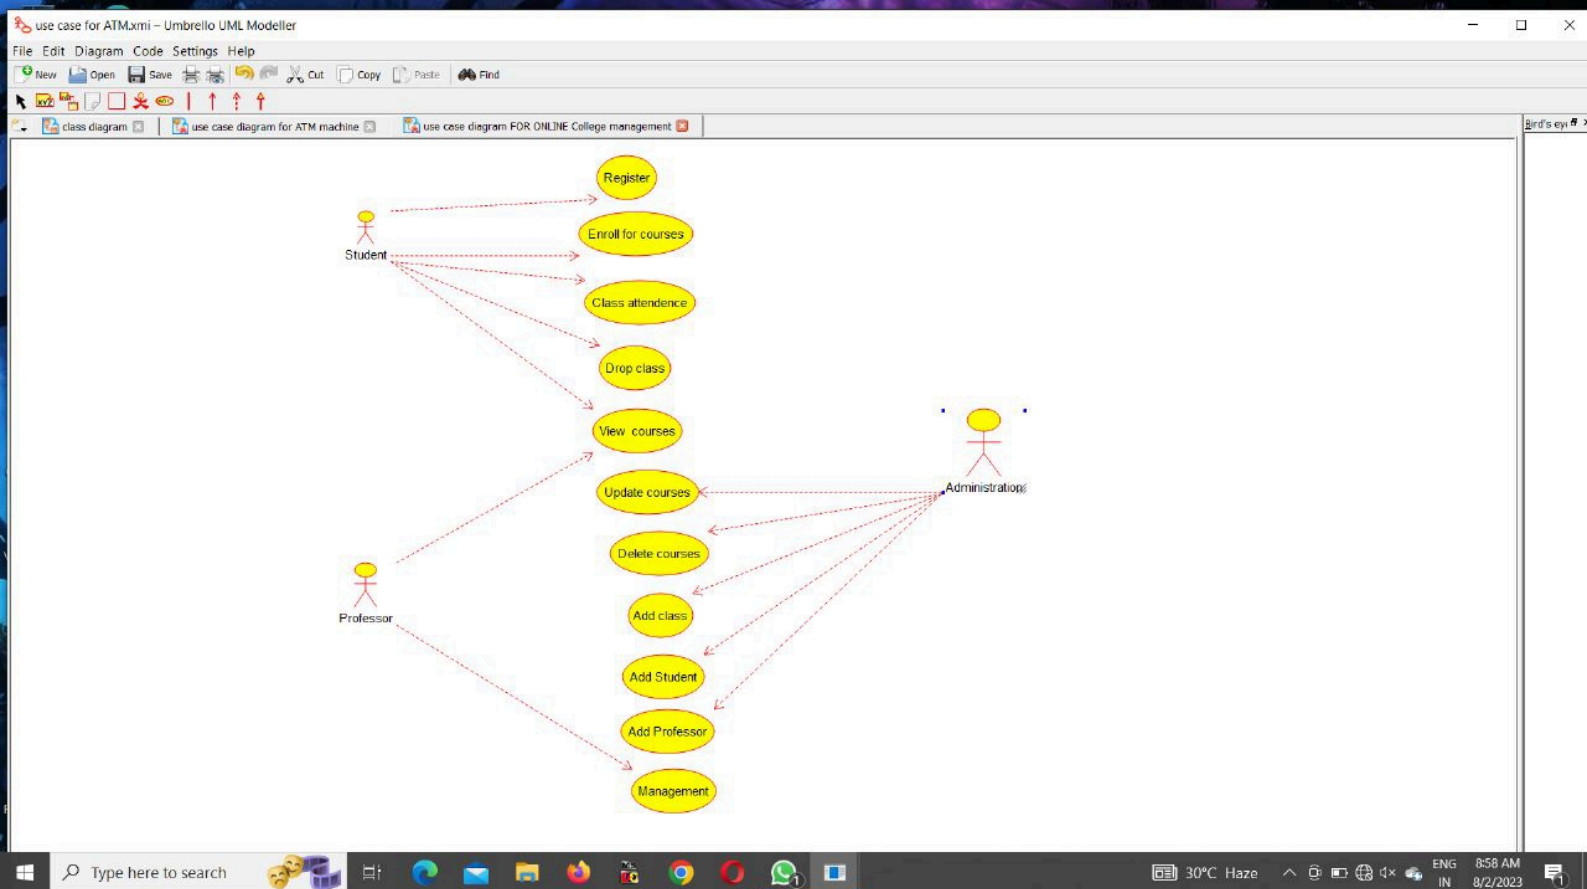 use case for ATM.xmi – Umbrello UML Modeller
File Edit Diagram Code Settings Help
New Open Save Cut Copy Paste Find
class diagram use case diagram for ATM machine use case diagram FOR ONLINE College management
Bird's ey
Register
Enroll for courses
Student
Class attendence
Drop class
View courses
Administration
Update courses
Delete courses
Professor
Add class
Add Student
Add Professor
Management
Type here to search
30°C Haze
ENG
IN
8:58 AM
8/2/2023
1
1